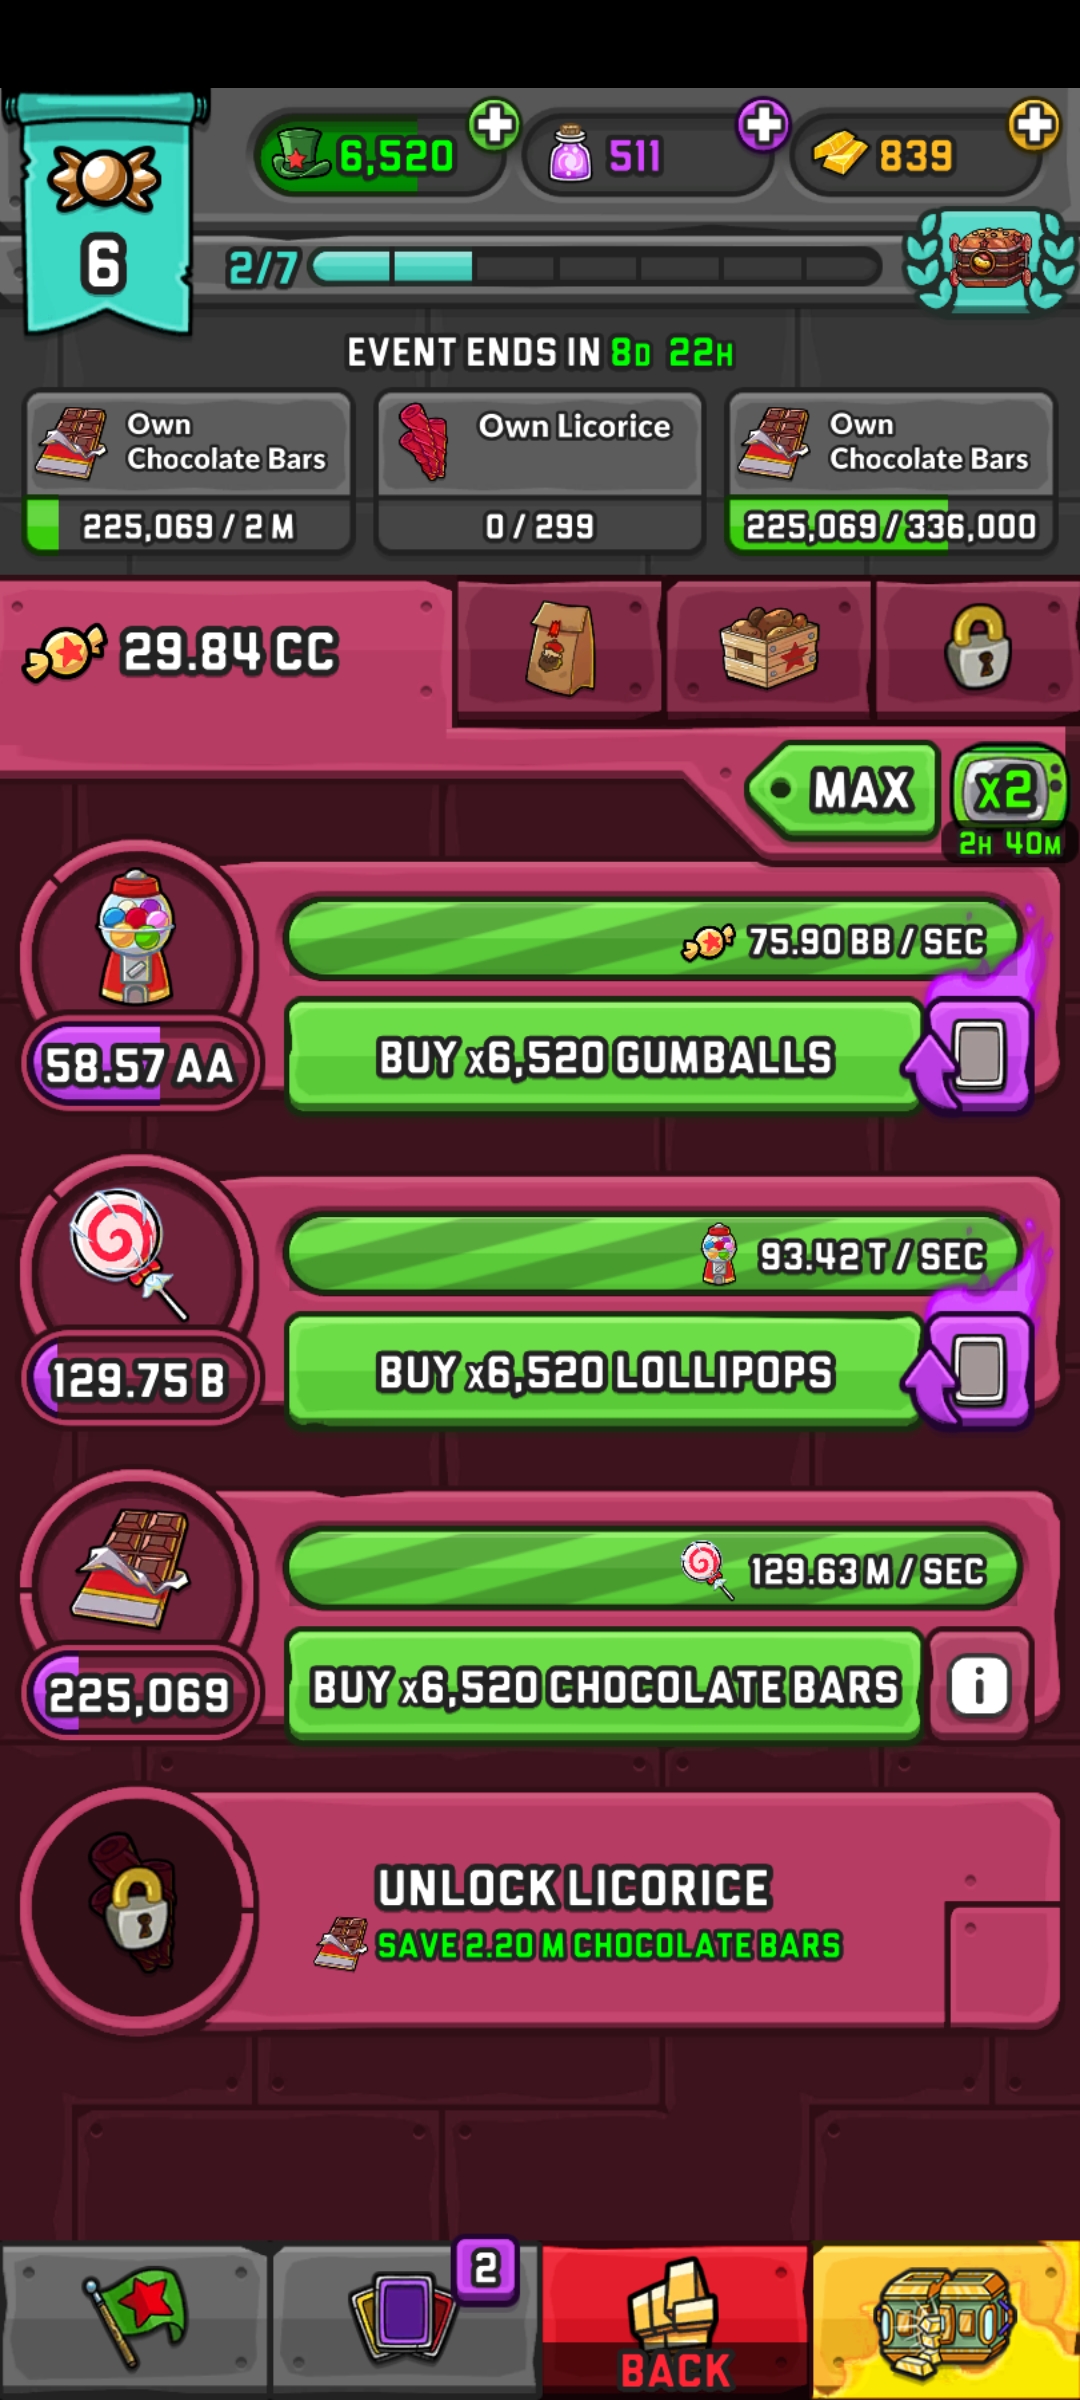 6,520
511
839
6
2/7
EVENT ENDS IN 8D 22H
Own
Chocolate Bars
225,069 / 2 M
Own Licorice
0 / 299
Own
Chocolate Bars
225,069 / 336,000
29.84 CC
MAX
x2
2H 40M
75.90 BB / SEC
58.57 AA
BUY x6,520 GUMBALLS
93.42 T / SEC
129.75 B
BUY x6,520 LOLLIPOPS
129.63 M / SEC
225,069
BUY x6,520 CHOCOLATE BARS
i
UNLOCK LICORICE
SAVE 2.20 M CHOCOLATE BARS
2
BACK